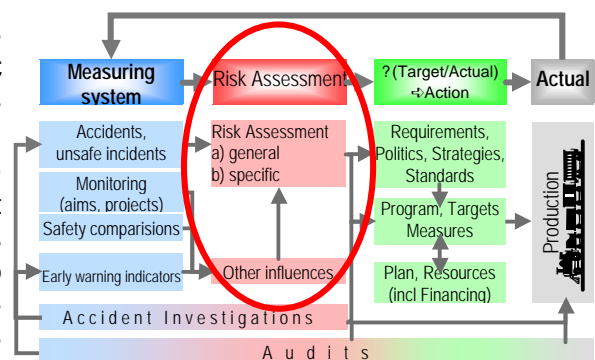 Measuring
system
Risk Assessment
?(Target/Actual)
➪Action
Actual
Accidents,
unsafe incidents
Monitoring
(aims, projects)
Safety comparisions
Early warning indicators
Risk Assessment
a) general
b) specific
Other influences
Requirements,
Politics, Strategies,
Standards
Program, Targets
Measures
Plan, Resources
(incl Financing)
Production
Accident Investigations
Audits